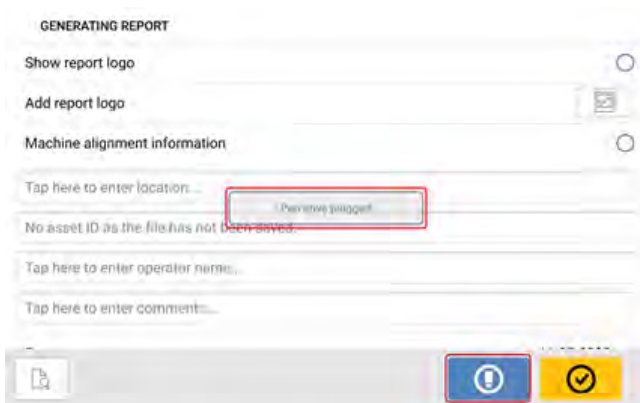 GENERATING REPORT
Show report logo
Add report logo
Machine alignment information
Tap here to enter location...
plugged
No asset ID as the file has not been saved.
Tap here to enter operator name...
Tap here to enter comments...